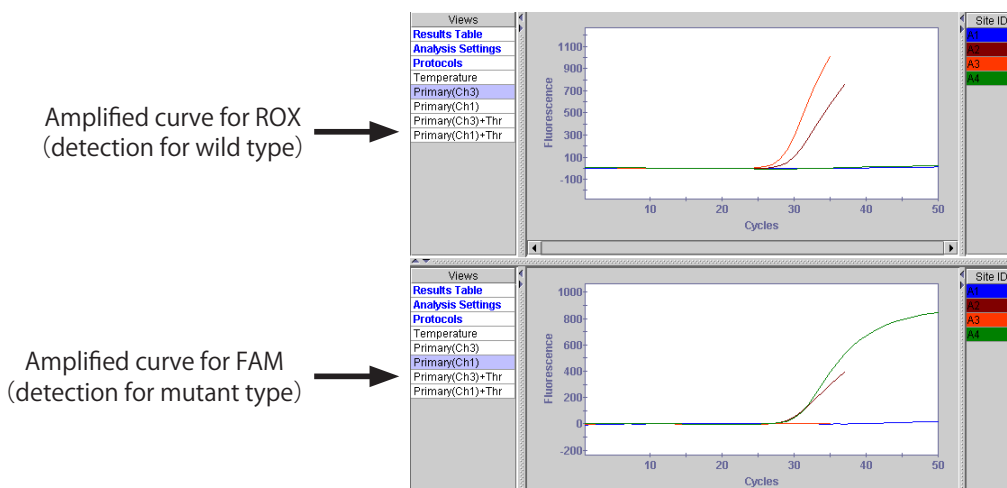 Amplified curve for ROX
(detection for wild type)
Views
Results Table
Analysis Settings
Protocols
Temperature
Primary(Ch3)
Primary(Ch1)
Primary(Ch3)+Thr
Primary(Ch1)+Thr
Fluorescence
1100
900
700
500
300
100
-100
10
20
30
40
50
Cycles
Site ID
A1
A2
A3
A4
Amplified curve for FAM
(detection for mutant type)
Views
Results Table
Analysis Settings
Protocols
Temperature
Primary(Ch3)
Primary(Ch1)
Primary(Ch3)+Thr
Primary(Ch1)+Thr
Fluorescence
1000
800
600
400
200
0
-200
10
20
30
40
50
Cycles
Site ID
A1
A2
A3
A4